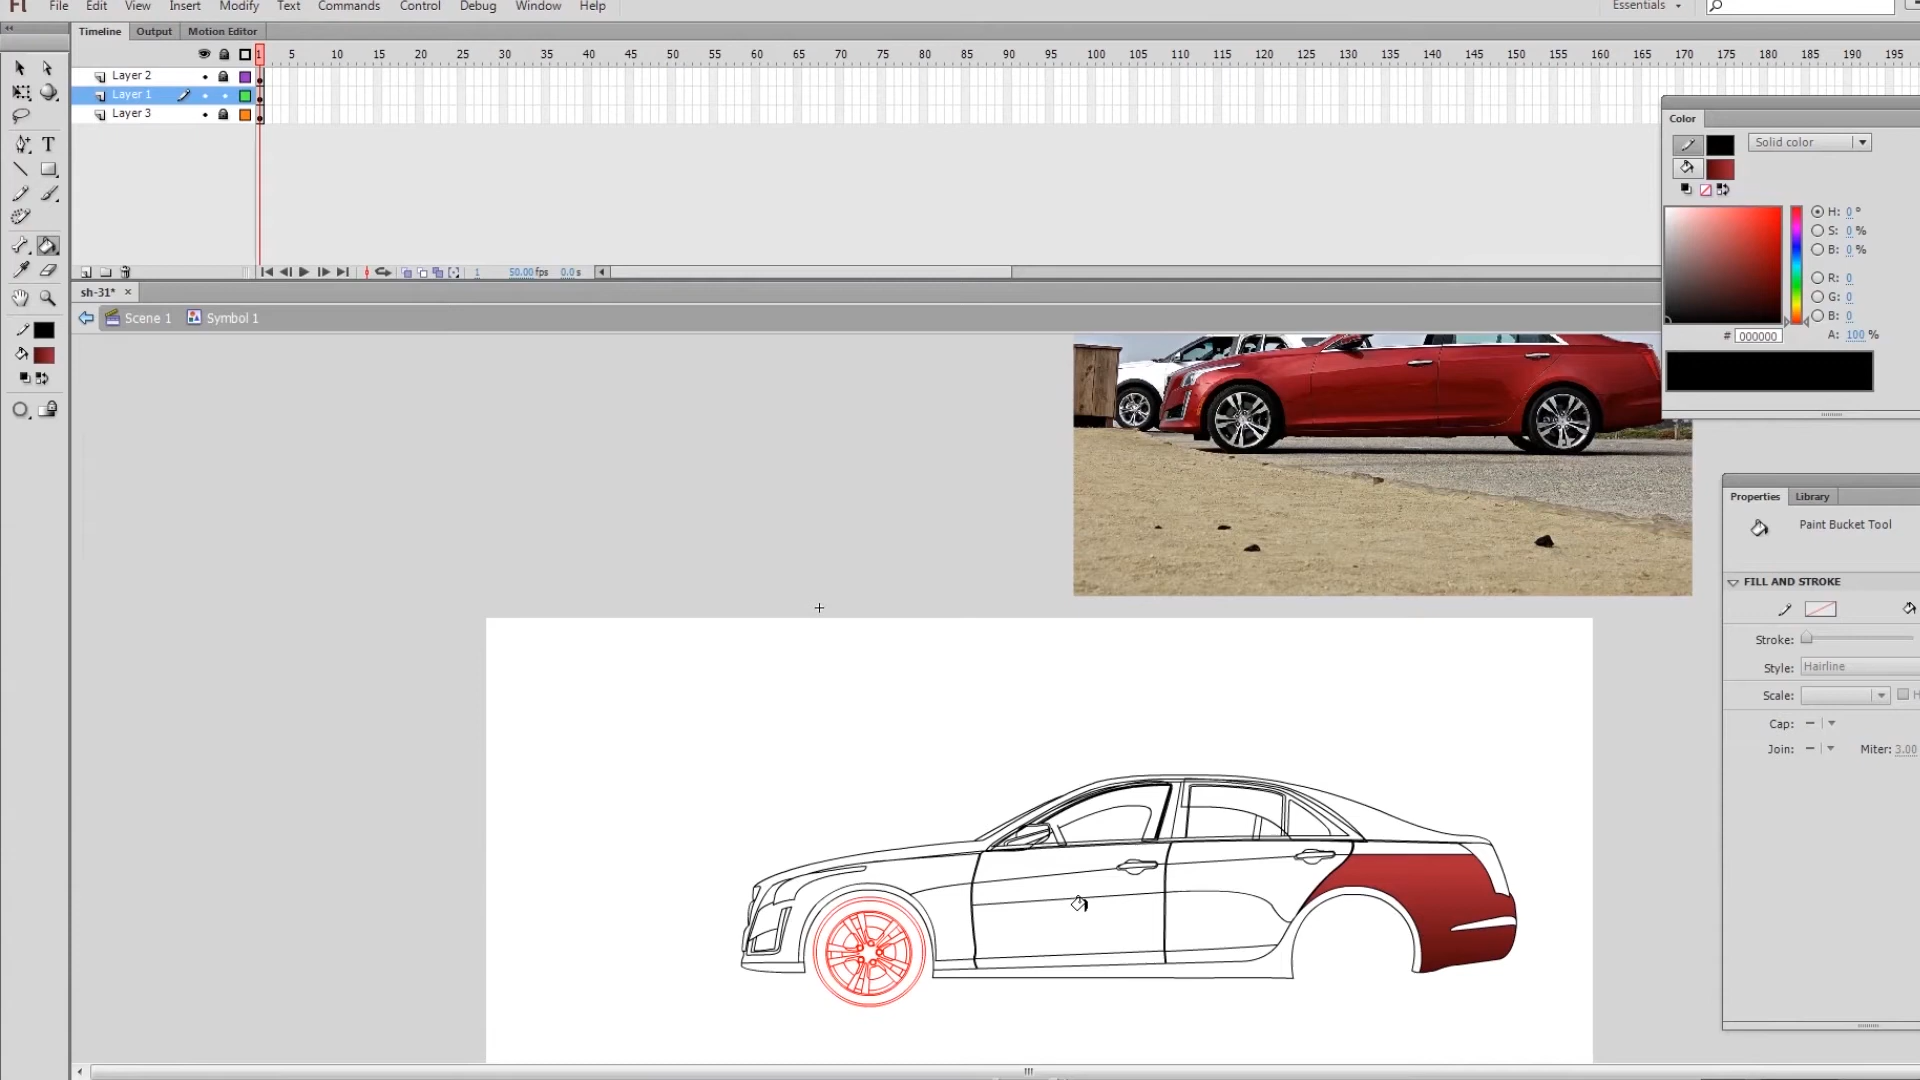 Fl File Edit View Insert Modify Text Commands Control Debug Window Help Essentials
Timeline Output Motion Editor
1 5 10 15 20 25 30 35 40 45 50 55 60 65 70 75 80 85 90 95 100 105 110 115 120 125 130 135 140 145 150 155 160 165 170 175 180 185 190 195
Layer 2
Layer 1
Layer 3
1 50.00 fps 0.0 s
sh-31* ×
Scene 1 Symbol 1
Color
Solid color
H: 0 °
S: 0 %
B: 0 %
R: 0
G: 0
B: 0
# 000000 A: 100 %
Properties Library
Paint Bucket Tool
FILL AND STROKE
Stroke:
Style: Hairline
Scale:
Cap:
Join: Miter: 3.00
T